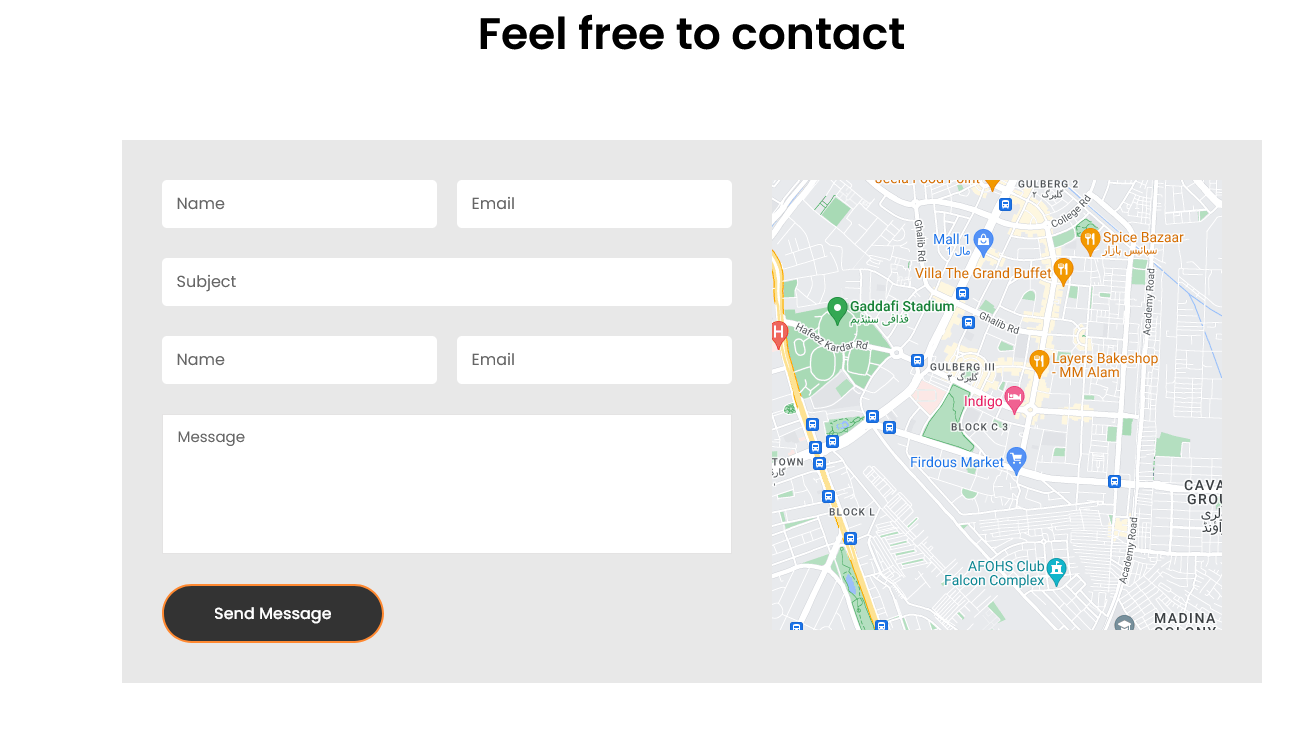 Feel free to contact
Name
Email
Subject
Name
Email
Message
Send Message
GULBERG 2
گلبرگ ۲
College Rd
Ghalib Rd
Mall 1
مال 1
Spice Bazaar
سپائیس بازار
Villa The Grand Buffet
Academy Road
Gaddafi Stadium
قذافی سٹیڈیم
Ghalib Rd
H
Hafeez Kardar Rd
Layers Bakeshop
- MM Alam
GULBERG III
گلبرگ ۳
Indigo
BLOCK C 3
Firdous Market
TOWN
CAVA
GROU
BLOCK L
Academy Road
AFOHS Club
Falcon Complex
MADINA
COLONY